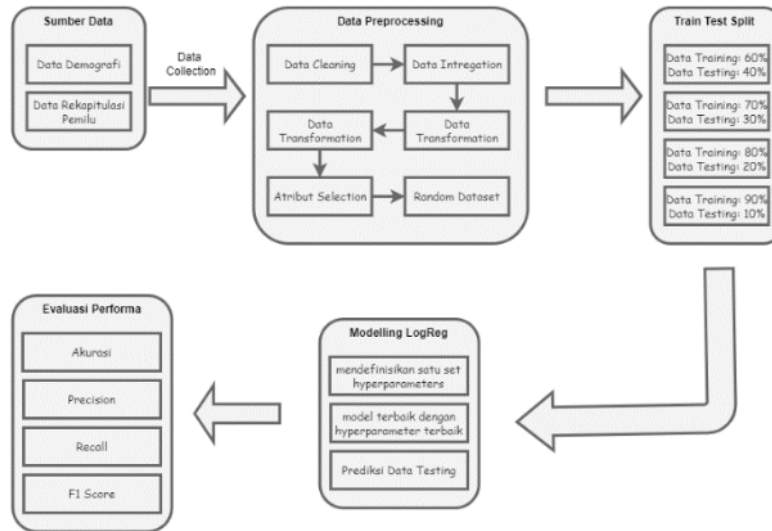 Sumber Data
Data Demografi
Data Rekapitulasi
Pemilu
Data
Collection
Data Preprocessing
Data Cleaning
Data Intregation
Data
Transformation
Data
Transformation
Atribut Selection
Random Dataset
Train Test Split
Data Training: 60%
Data Testing: 40%
Data Training: 70%
Data Testing: 30%
Data Training: 80%
Data Testing: 20%
Data Training: 90%
Data Testing: 10%
Modelling LogReg
mendefinisikan satu set
hyperparameters
model terbaik dengan
hyperparameter terbaik
Prediksi Data Testing
Evaluasi Performa
Akurasi
Precision
Recall
F1 Score